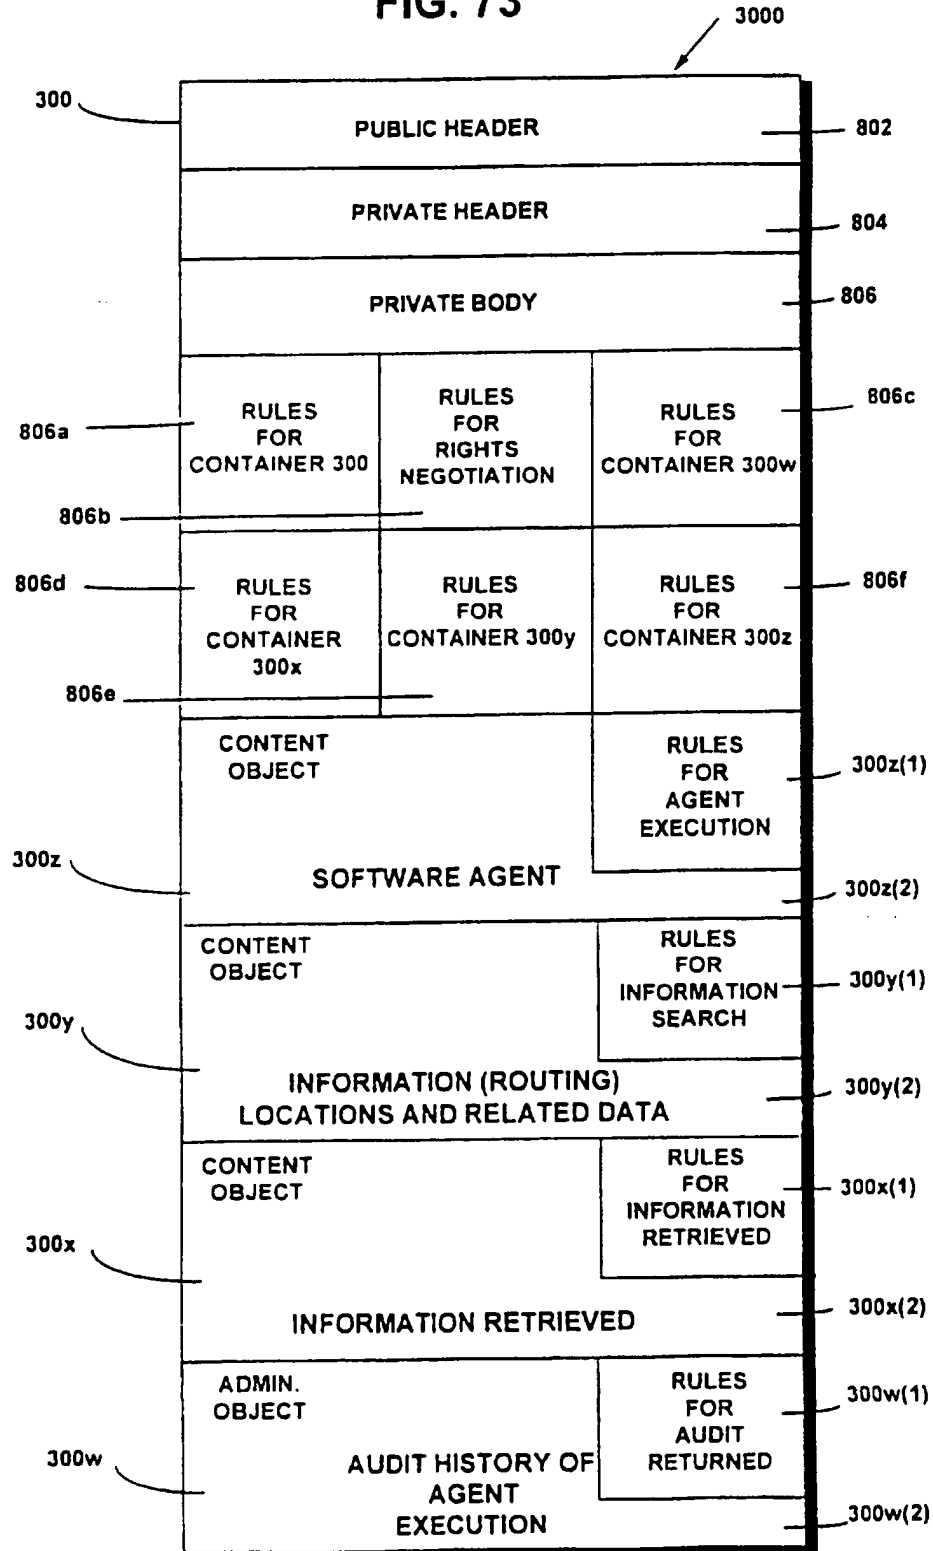 FIG. 73
3000
300
PUBLIC HEADER
802
PRIVATE HEADER
804
PRIVATE BODY
806
806a
RULES
FOR
CONTAINER 300
806b
RULES
FOR
RIGHTS
NEGOTIATION
RULES
FOR
CONTAINER 300w
806c
806d
RULES
FOR
CONTAINER
300x
806e
RULES
FOR
CONTAINER 300y
RULES
FOR
CONTAINER 300z
806f
CONTENT
OBJECT
RULES
FOR
AGENT
EXECUTION
300z(1)
300z
SOFTWARE AGENT
300z(2)
CONTENT
OBJECT
RULES
FOR
INFORMATION
SEARCH
300y(1)
300y
INFORMATION (ROUTING)
LOCATIONS AND RELATED DATA
300y(2)
CONTENT
OBJECT
RULES
FOR
INFORMATION
RETRIEVED
300x(1)
300x
INFORMATION RETRIEVED
300x(2)
ADMIN.
OBJECT
RULES
FOR
AUDIT
RETURNED
300w(1)
300w
AUDIT HISTORY OF
AGENT
EXECUTION
300w(2)